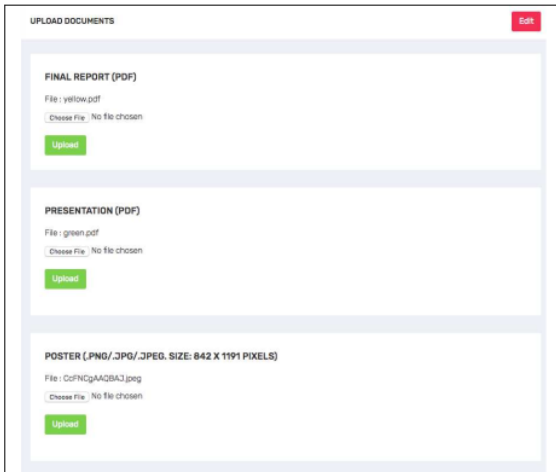 UPLOAD DOCUMENTS
Edit
FINAL REPORT (PDF)
File : yellow.pdf
Choose File No file chosen
Upload
PRESENTATION (PDF)
File : green.pdf
Choose File No file chosen
Upload
POSTER (.PNG/.JPG/.JPEG. SIZE: 842 X 1191 PIXELS)
File : CcFNCgAAQBAJ.jpeg
Choose File No file chosen
Upload